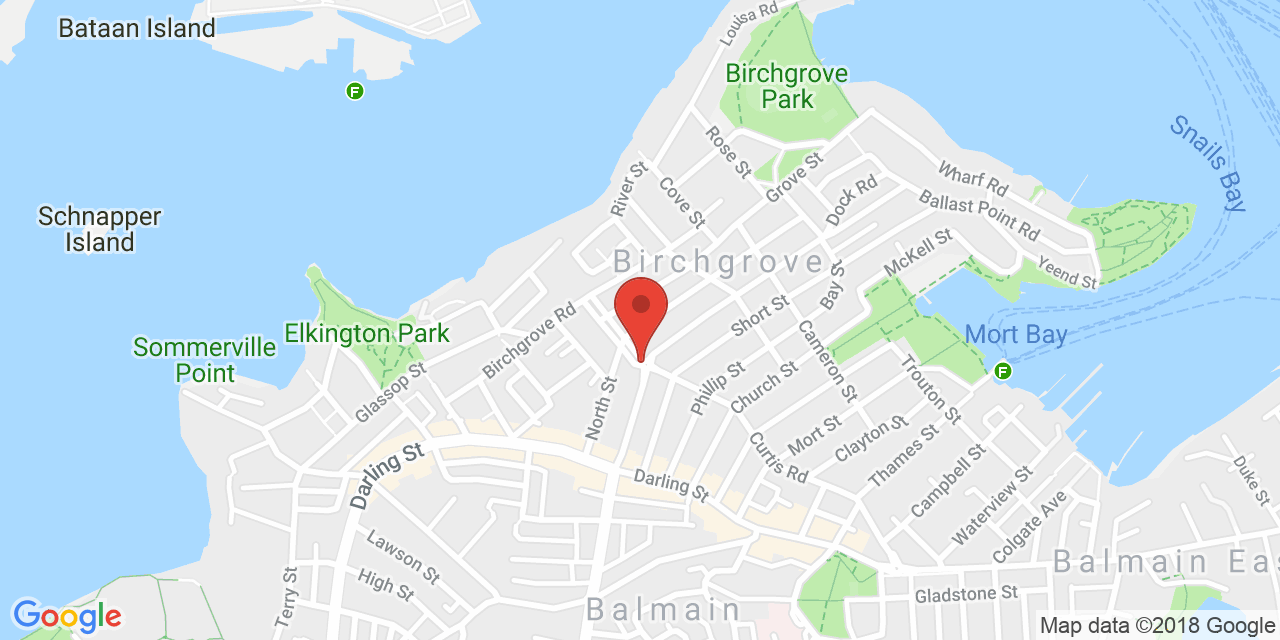 Bataan Island
Louisa Rd
Birchgrove
Park
Snails Bay
Rose St
Grove St
Wharf Rd
River St
Cove St
Dock Rd
Ballast Point Rd
Schnapper
Island
McKell St
Birchgrove
Yeend St
Bay St
Short St
Birchgrove Rd
Elkington Park
Mort Bay
Sommerville
Point
Cameron St
Glassop St
North St
Phillip St
Church St
Trouton St
Mort St
Clayton St
Thames St
Curtis Rd
Darling St
Darling St
Campbell St
Waterview St
Duke St
Colgate Ave
Lawson St
High St
Terry St
Balmain Eas
Gladstone St
Balmain
Google
Map data ©2018 Google
F
F